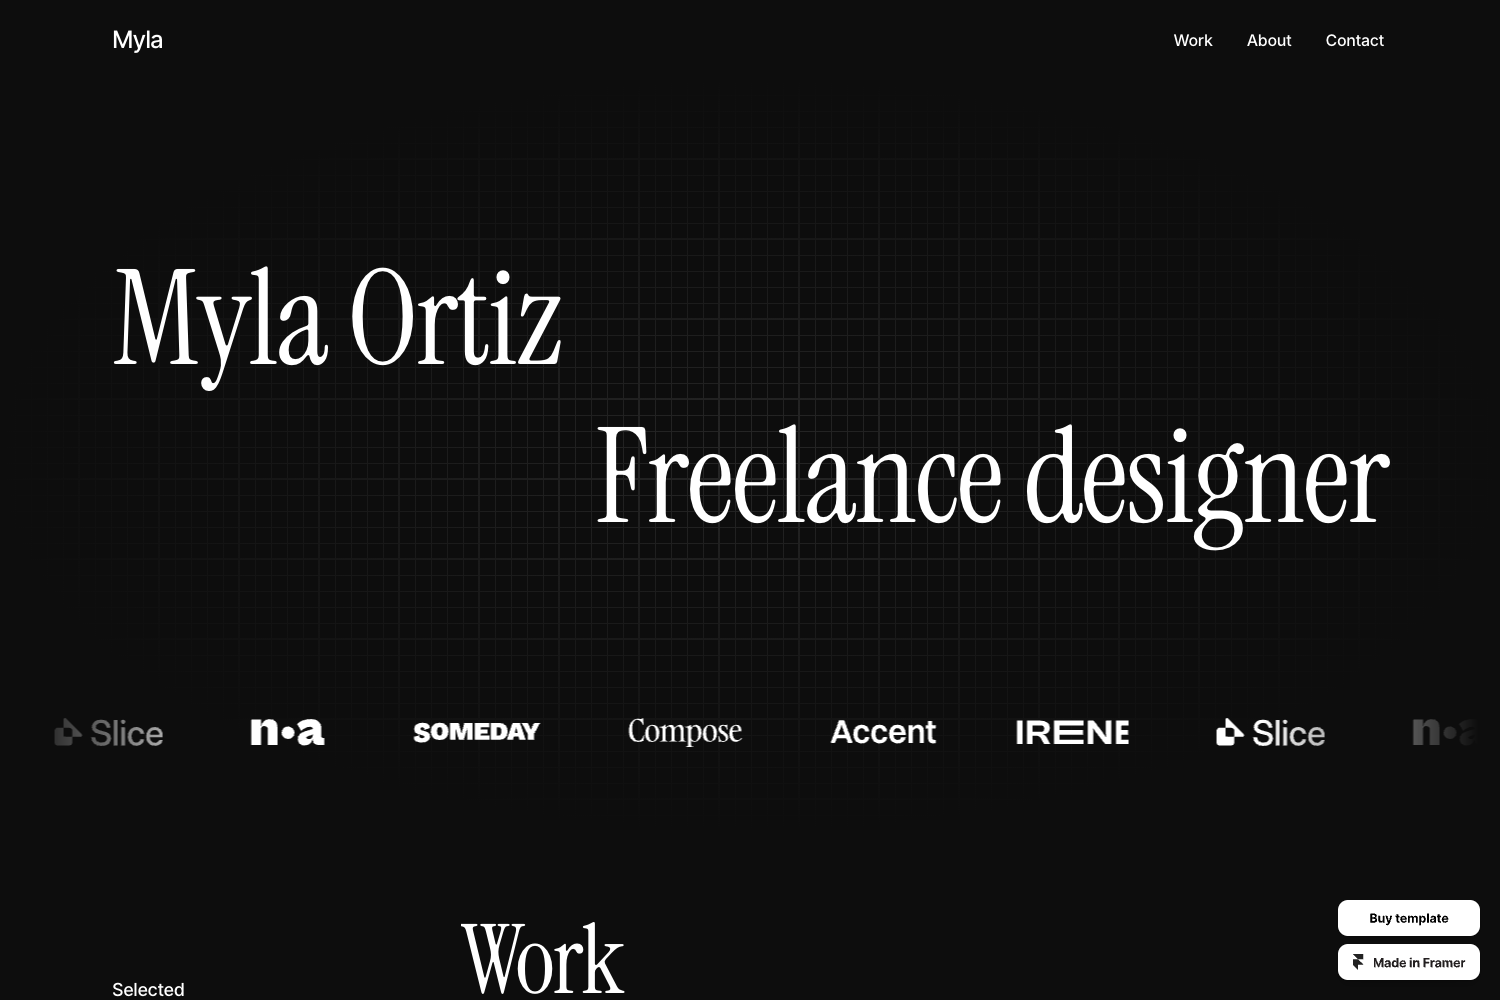 Myla
Work About Contact
Myla Ortiz
Freelance designer
Slice n•a SOMEDAY Compose Accent IRENE Slice n•a
Work
Selected
Buy template
Made in Framer